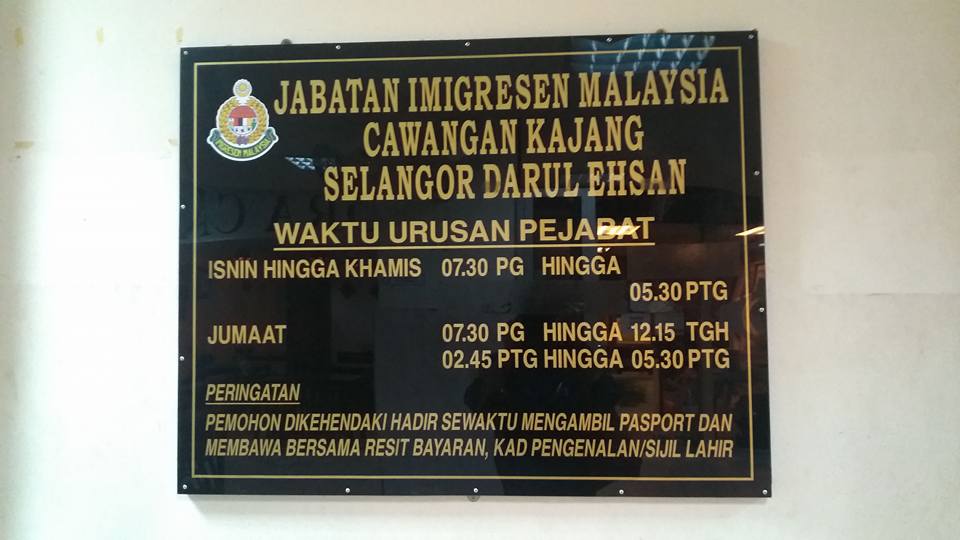 JABATAN IMIGRESEN MALAYSIA
CAWANGAN KAJANG
SELANGOR DARUL EHSAN
IMIGRESEN MALAYSIA
WAKTU URUSAN PEJABAT
ISNIN HINGGA KHAMIS 07.30 PG HINGGA
05.30 PTG
JUMAAT 07.30 PG HINGGA 12.15 TGH
02.45 PTG HINGGA 05.30 PTG
PERINGATAN
PEMOHON DIKEHENDAKI HADIR SEWAKTU MENGAMBIL PASPORT DAN
MEMBAWA BERSAMA RESIT BAYARAN, KAD PENGENALAN/SIJIL LAHIR